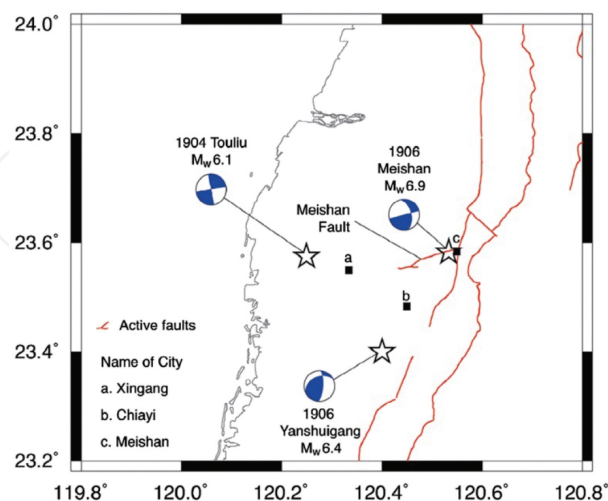 24.0°
23.8°
23.6°
23.4°
23.2°
1904 Touliu
Mw6.1
1906
Meishan
Mw6.9
Meishan
Fault
c
a
b
Active faults
Name of City
a. Xingang
b. Chiayi
c. Meishan
1906
Yanshuigang
Mw6.4
119.8° 120.0° 120.2° 120.4° 120.6° 120.8°